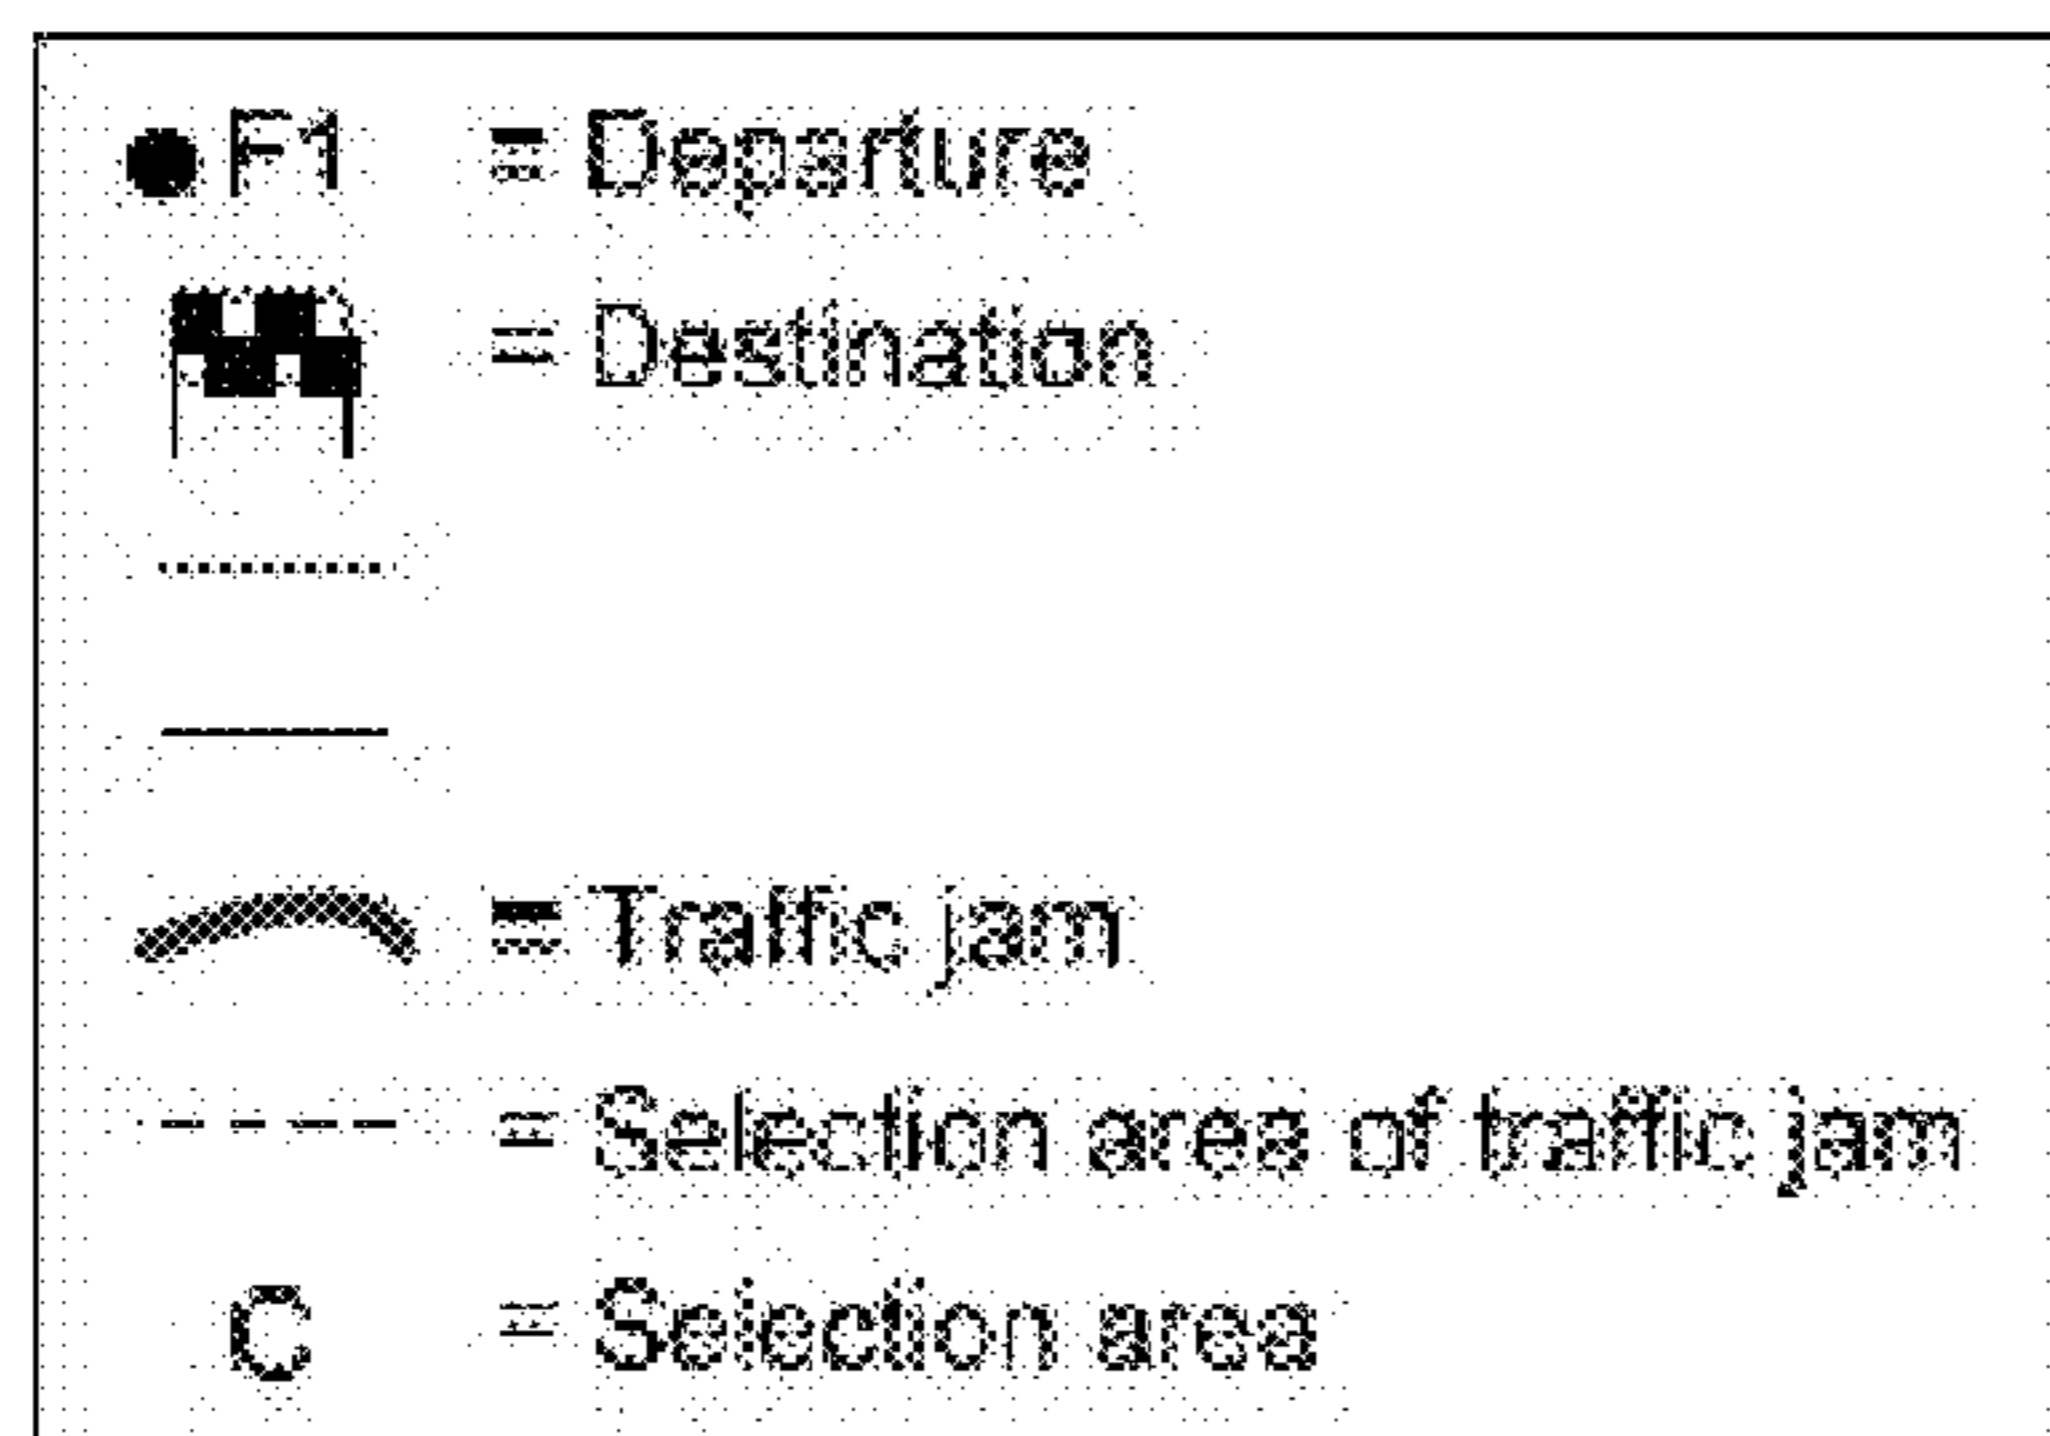 F1 = Departure
= Destination
= Traffic jam
= Selection area of traffic jam
C = Selection area